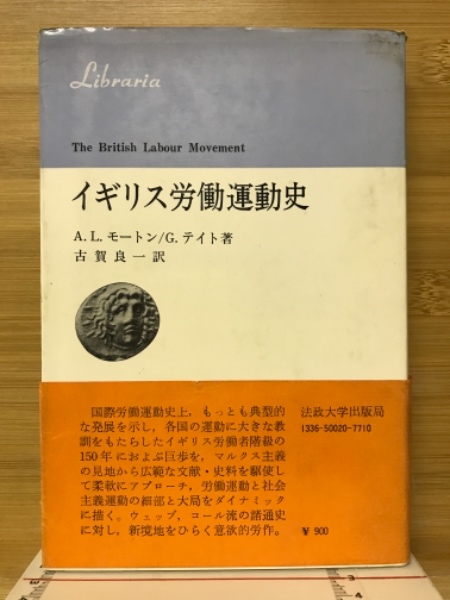 Libraria
The British Labour Movement
イギリス労働運動史
A. L. モートン/G. テイト著
古賀良一訳
国際労働運動史上，もっとも典型的
な発展を示し，各国の運動に大きな教
訓をもたらしたイギリス労働者階級の
150年におよぶ巨歩を，マルクス主義
の見地から広範な文献・史料を駆使し
て柔軟にアプローチ，労働運動と社会
主義運動の細部と大局をダイナミック
に描く。ウェッブ，コール流の諸通史
に対し，新境地をひらく意欲的労作。
法政大学出版局
1336-50020-7710
¥ 900